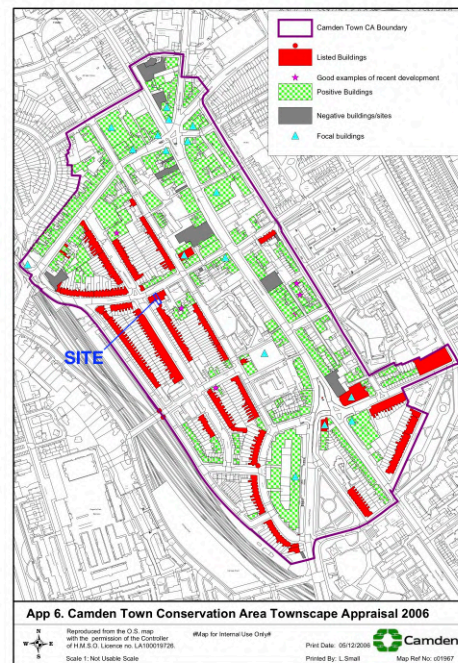 Camden Town CA Boundary
Listed Buildings
Good examples of recent development
Positive Buildings
Negative buildings/sites
Focal buildings
SITE
App 6. Camden Town Conservation Area Townscape Appraisal 2006
N
W E
S
Reproduced from the O.S. map
with the permission of the Controller
of H.M.S.O. Licence no. LA100019726.
Scale 1: Not Usable Scale
#Map for Internal Use Only#
Print Date: 05/12/2006
Printed By: L.Small
Camden
Map Ref No: c01967